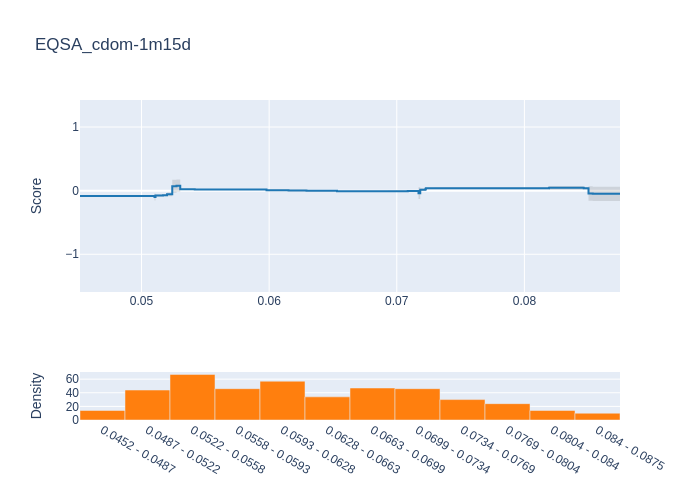 EQSA_cdom-1m15d
Score
1
0
−1
0.05 0.06 0.07 0.08
Density
60
40
20
0
0.0452 - 0.0487
0.0487 - 0.0522
0.0522 - 0.0558
0.0558 - 0.0593
0.0593 - 0.0628
0.0628 - 0.0663
0.0663 - 0.0699
0.0699 - 0.0734
0.0734 - 0.0769
0.0769 - 0.0804
0.0804 - 0.084
0.084 - 0.0875